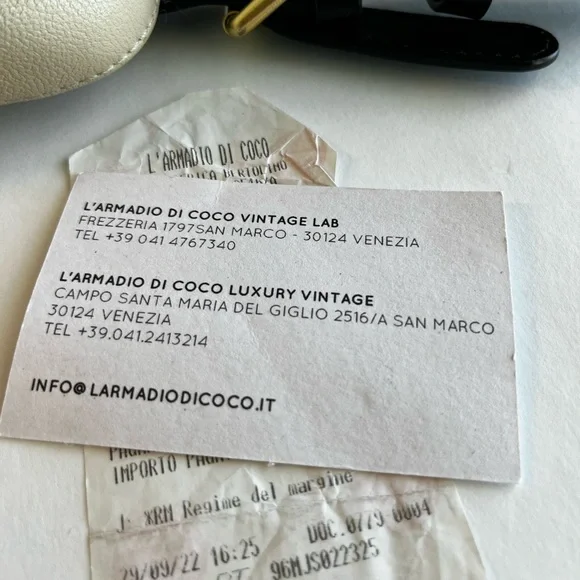 L'ARMADIO DI COCO
L'ARMADIO DI COCO VINTAGE LAB
FREZZERIA 1797SAN MARCO - 30124 VENEZIA
TEL +39 041 4767340
L'ARMADIO DI COCO LUXURY VINTAGE
CAMPO SANTA MARIA DEL GIGLIO 2516/A SAN MARCO
30124 VENEZIA
TEL +39.041.2413214
INFO@LARMADIODICOCO.IT
IMPORTO
J: *RM Regime del margine
DOC.0779-0004
29/09/22 16:25
96MJS022325